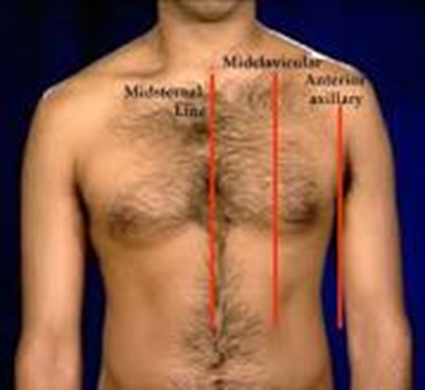 Midclavicular
Anterior
axillary
Midsternal
Line